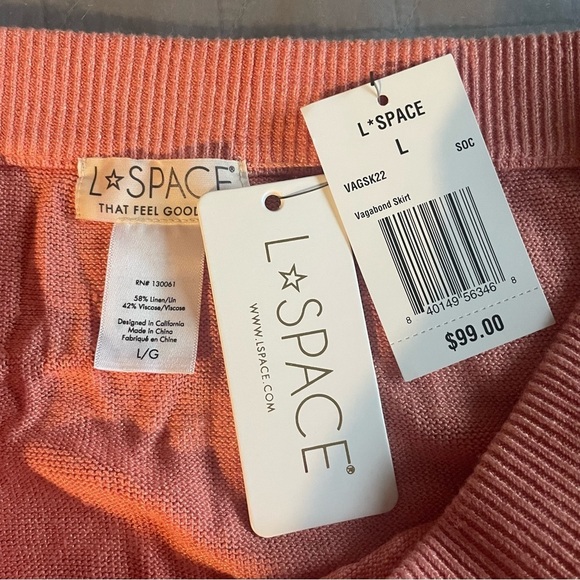 L☆SPACE®
THAT FEEL GOOD
RN# 130061
58% Linen/Lin
42% Viscose/Viscose
Designed in California
Made in China
Fabriqué en Chine
L/G
L☆SPACE®
WWW.LSPACE.COM
L*SPACE
L
SOC
VAGSK22
Vagabond Skirt
8 40149 56346 8
$99.00